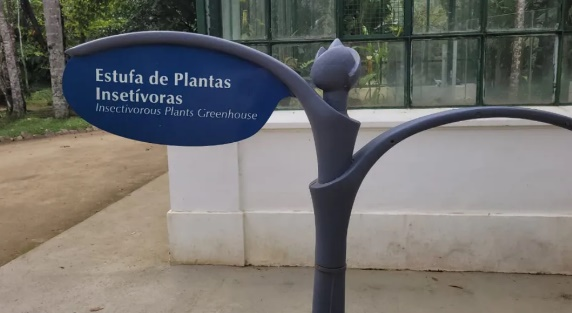 Estufa de Plantas
Insetívoras
Insectivorous Plants Greenhouse